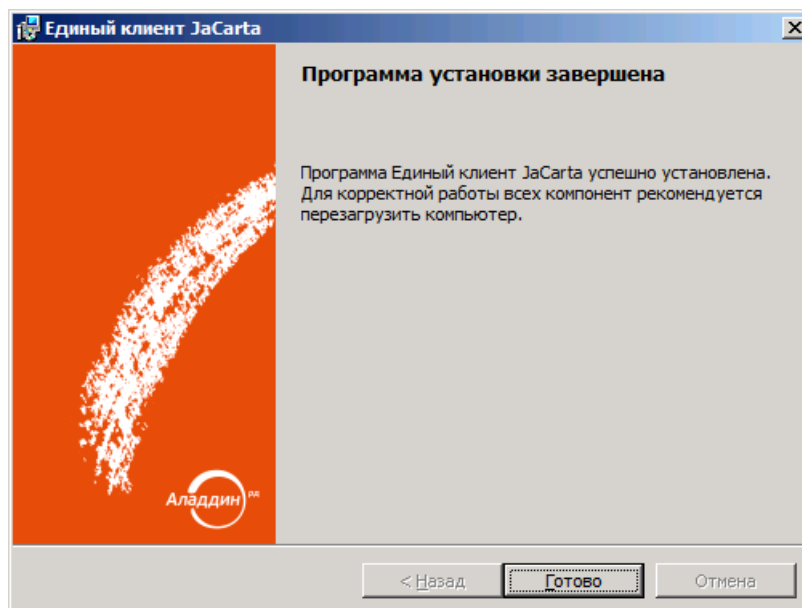 Единый клиент JaCarta
Программа установки завершена
Программа Единый клиент JaCarta успешно установлена.
Для корректной работы всех компонент рекомендуется
перезагрузить компьютер.
Аладдин РД
< Назад
Готово
Отмена